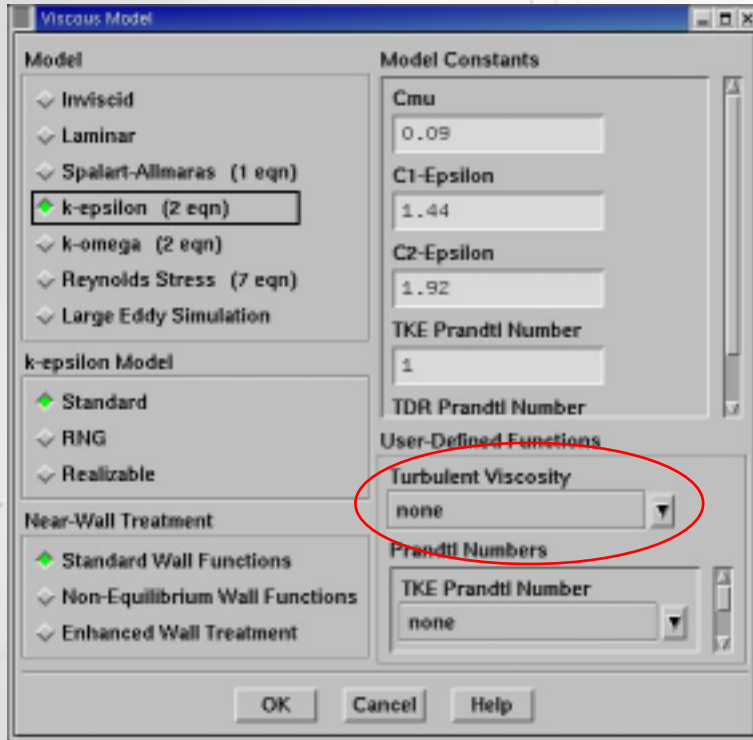 Viscous Model
Model
Inviscid
Laminar
Spalart-Allmaras (1 eqn)
k-epsilon (2 eqn)
k-omega (2 eqn)
Reynolds Stress (7 eqn)
Large Eddy Simulation
k-epsilon Model
Standard
RNG
Realizable
Near-Wall Treatment
Standard Wall Functions
Non-Equilibrium Wall Functions
Enhanced Wall Treatment
Model Constants
Cmu
0.09
C1-Epsilon
1.44
C2-Epsilon
1.92
TKE Prandtl Number
1
TDR Prandtl Number
User-Defined Functions
Turbulent Viscosity
none
Prandtl Numbers
TKE Prandtl Number
none
OK
Cancel
Help